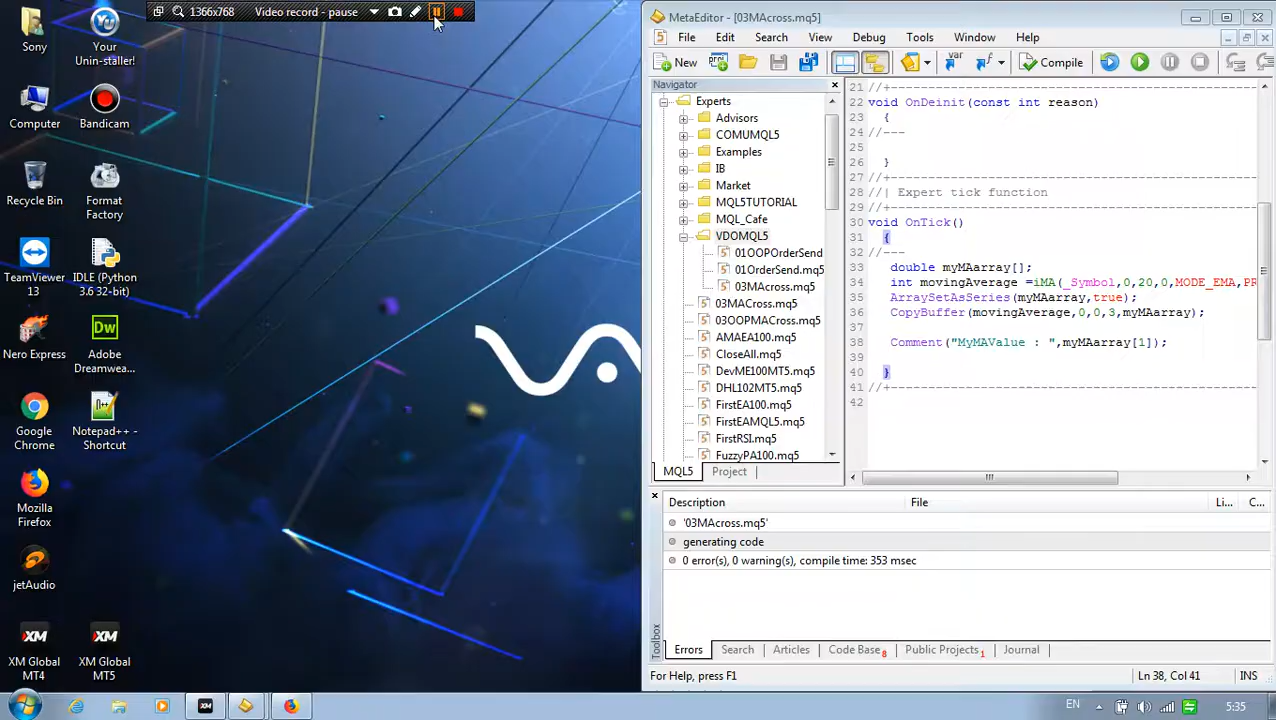 1366x768
Video record - pause
Sony
Your
Unin-staller!
Computer
Bandicam
Recycle Bin
Format
Factory
TeamViewer
13
IDLE (Python
3.6 32-bit)
Nero Express
Adobe
Dreamwea...
Google
Chrome
Notepad++ -
Shortcut
Mozilla
Firefox
jetAudio
XM Global
MT4
XM Global
MT5
MetaEditor - [03MAcross.mq5]
File Edit Search View Debug Tools Window Help
New
Compile
Navigator
Experts
Advisors
COMUMQL5
Examples
IB
Market
MQL5TUTORIAL
MQL_Cafe
VDOMQL5
01OOPOrderSend
01OrderSend.mq5
03MAcross.mq5
03MACross.mq5
03OOPMACross.mq5
AMAEA100.mq5
CloseAll.mq5
DevME100MT5.mq5
DHL102MT5.mq5
FirstEA100.mq5
FirstEAMQL5.mq5
FirstRSI.mq5
FuzzyPA100.mq5
MQL5 Project
21 //+------------------------------------------------
22 void OnDeinit(const int reason)
23 {
24 //---
25
26 }
27 //+------------------------------------------------
28 //| Expert tick function
29 //+------------------------------------------------
30 void OnTick()
31 {
32 //---
33 double myMAarray[];
34 int movingAverage =iMA(_Symbol,0,20,0,MODE_EMA,PR
35 ArraySetAsSeries(myMAarray,true);
36 CopyBuffer(movingAverage,0,0,3,myMAarray);
37
38 Comment("MyMAValue : ",myMAarray[1]);
39
40 }
41 //+------------------------------------------------
42
Description File Li... C...
'03MAcross.mq5'
generating code
0 error(s), 0 warning(s), compile time: 353 msec
Toolbox
Errors Search Articles Code Base 8 Public Projects 1 Journal
For Help, press F1
Ln 38, Col 41 INS
EN
5:35